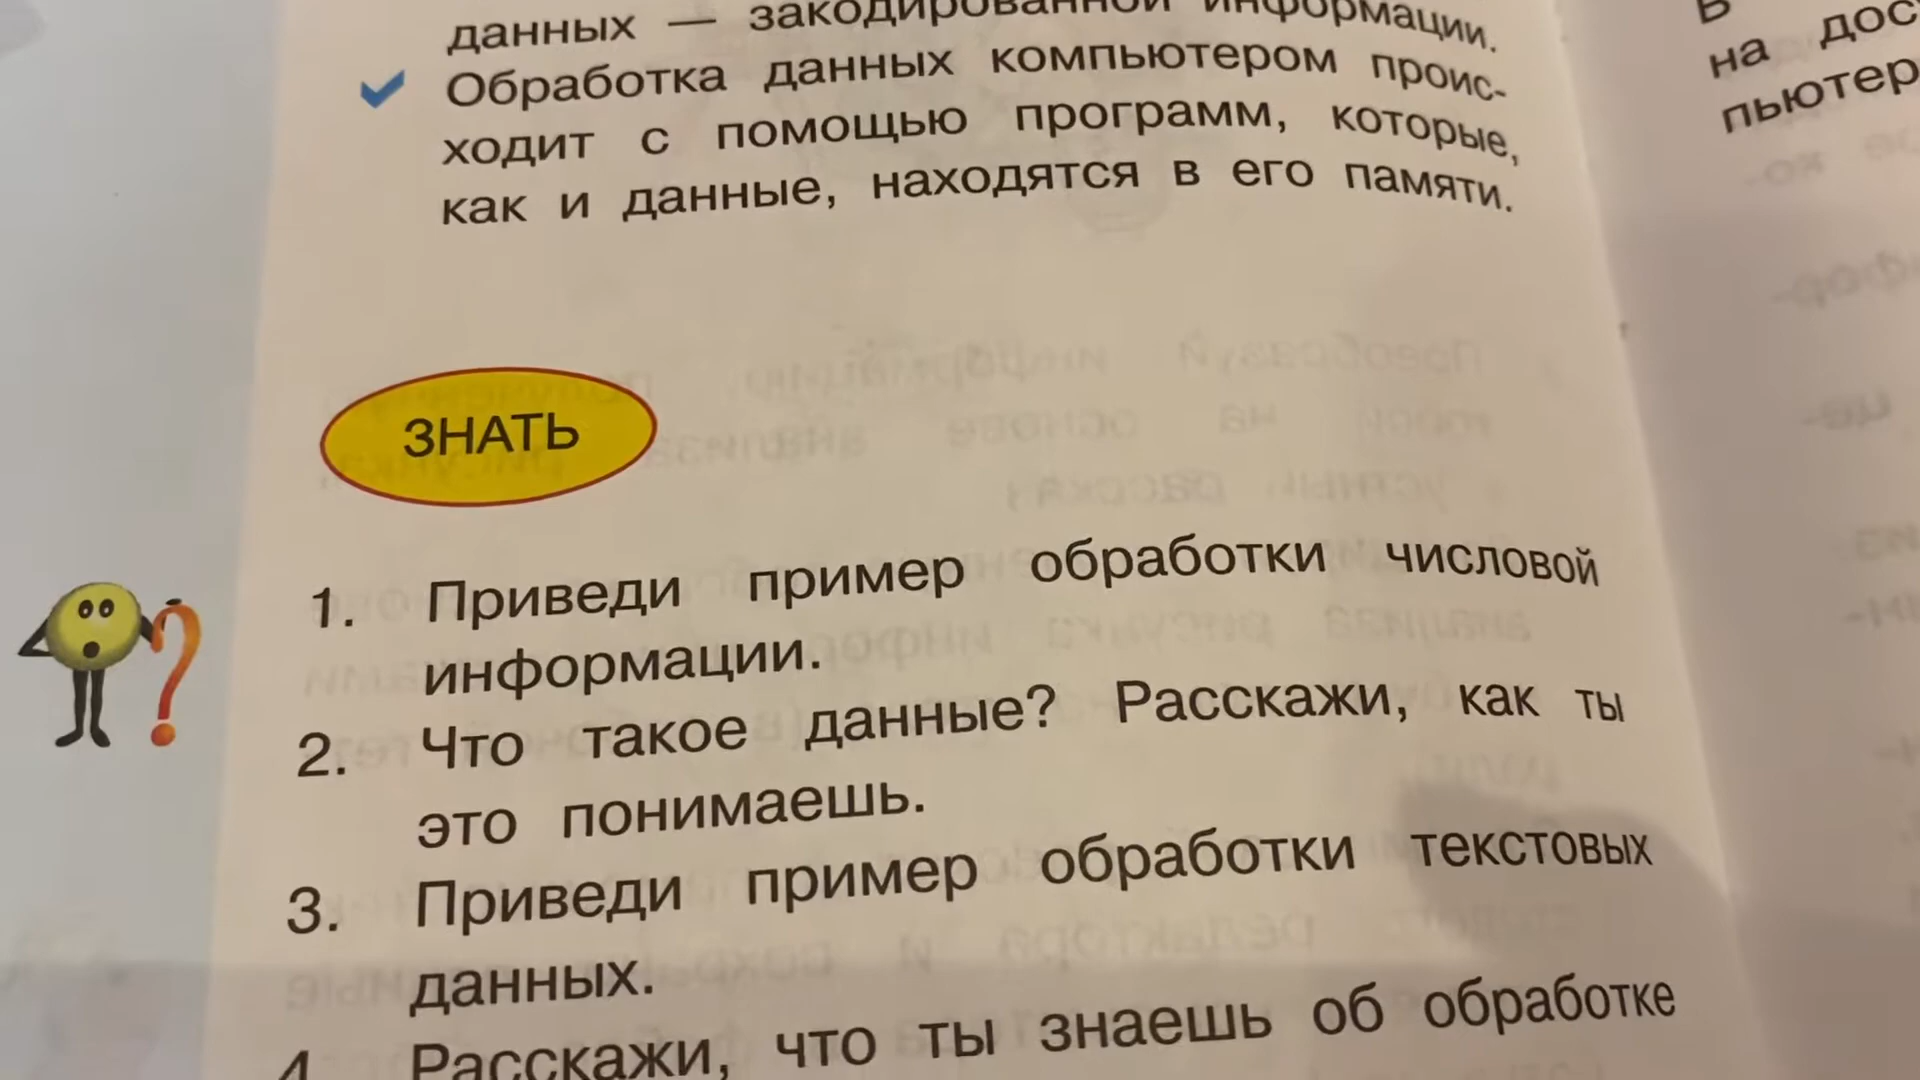 данных — закодированной информации.
Обработка данных компьютером проис-
ходит с помощью программ, которые,
как и данные, находятся в его памяти.
ЗНАТЬ
1. Приведи пример обработки числовой
информации.
2. Что такое данные? Расскажи, как ты
это понимаешь.
3. Приведи пример обработки текстовых
данных.
4. Расскажи, что ты знаешь об обработке
В
на
пьютер